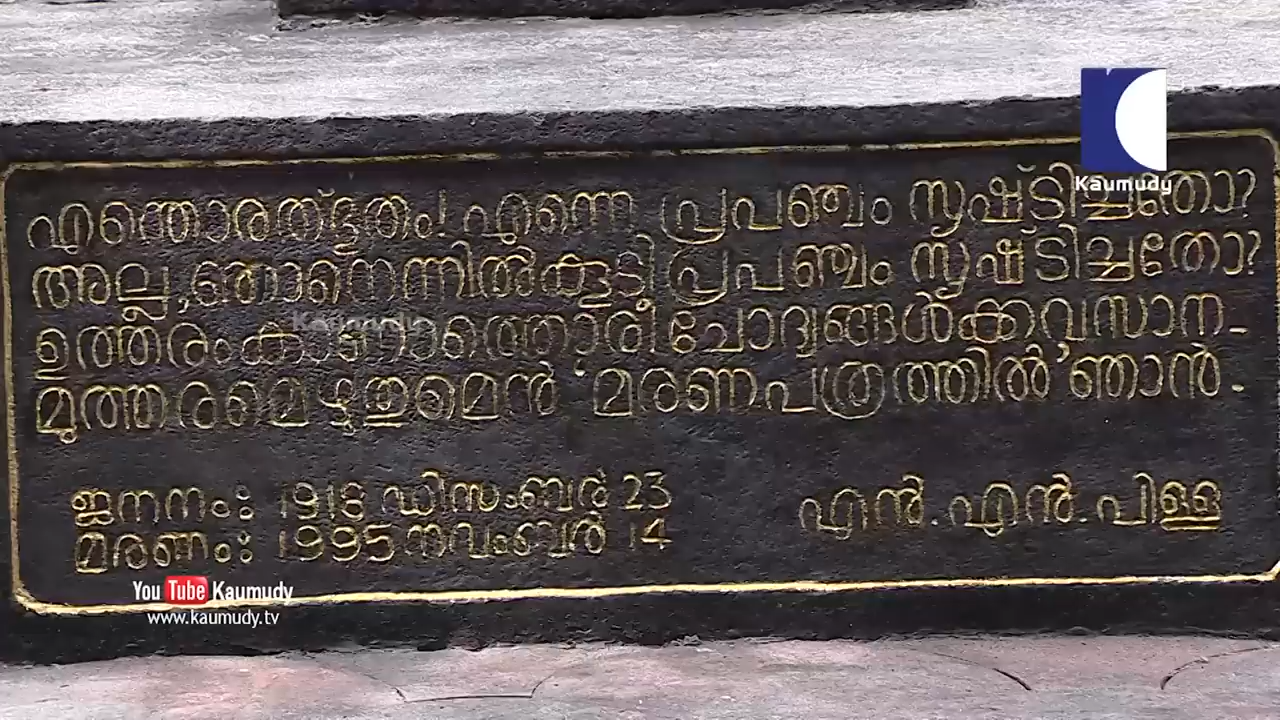 Kaumudy
എന്തൊരത്ഭുതം! എന്നെ പ്രപഞ്ചം സൃഷ്ടിച്ചതോ?
അല്ല, ഞാനെന്നിൽകൂടി പ്രപഞ്ചം സൃഷ്ടിച്ചതോ?
ഉത്തരം കാണാത്തൊരീ ചോദ്യങ്ങൾക്കവസാന-
മുത്തരമെഴുതുമെൻ 'മരണപത്രത്തിൽ' ഞാൻ.
ജനനം: 1918 ഡിസംബർ 23
മരണം: 1995 നവംബർ 14
എൻ. എൻ. പിള്ള
You Tube Kaumudy
www.kaumudy.tv